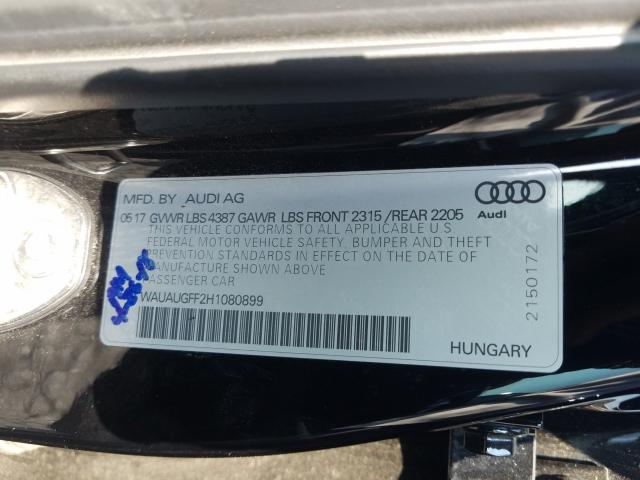 MFD. BY AUDI AG
05 17 GVWR LBS 4387 GAWR LBS FRONT 2315 /REAR 2205
THIS VEHICLE CONFORMS TO ALL APPLICABLE U S
FEDERAL MOTOR VEHICLE SAFETY, BUMPER AND THEFT
PREVENTION STANDARDS IN EFFECT ON THE DATE
OF MANUFACTURE SHOWN ABOVE
PASSENGER CAR
WAUAUGFF2H1080899
HUNGARY
Audi
2150172